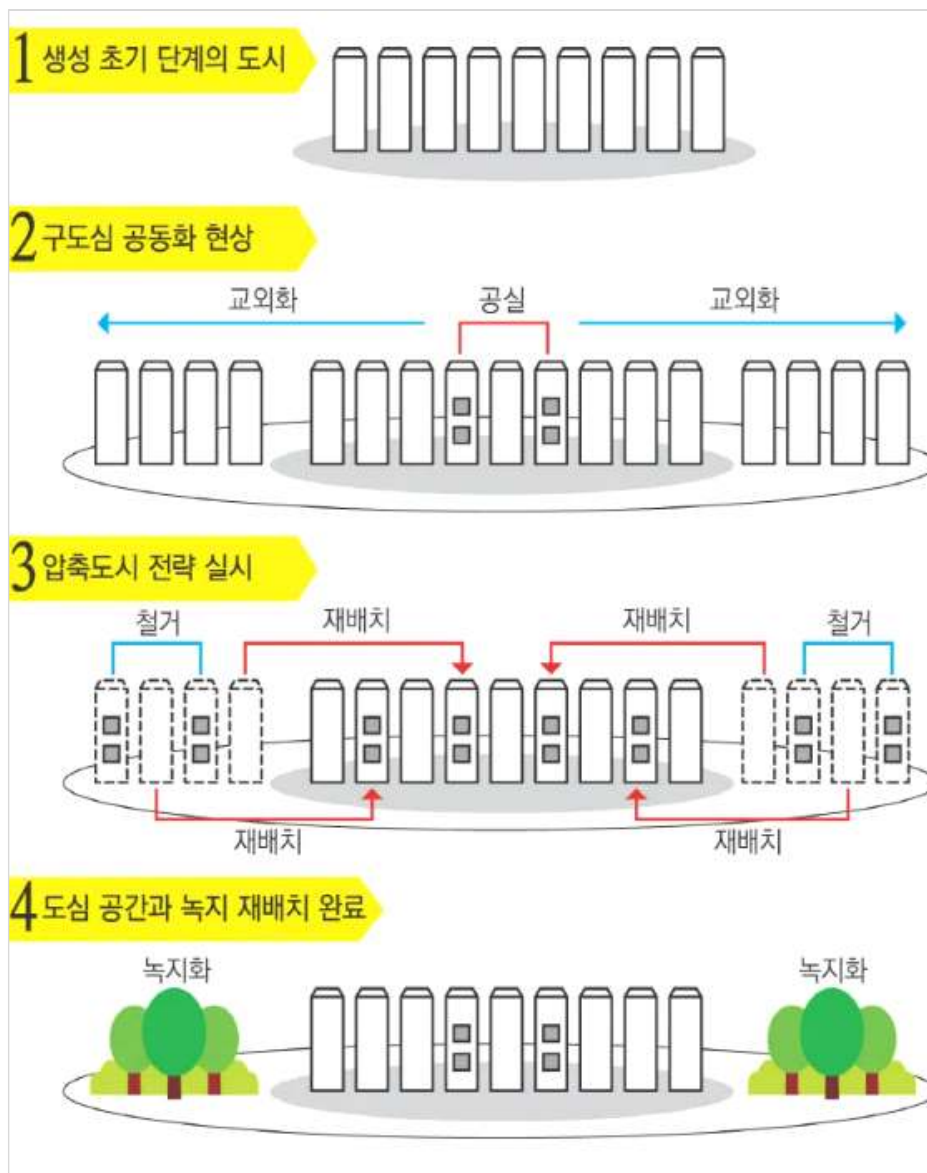 1 생성 초기 단계의 도시
2 구도심 공동화 현상
교외화 공실 교외화
3 압축도시 전략 실시
철거 재배치 재배치 철거
재배치 재배치
4 도심 공간과 녹지 재배치 완료
녹지화 녹지화